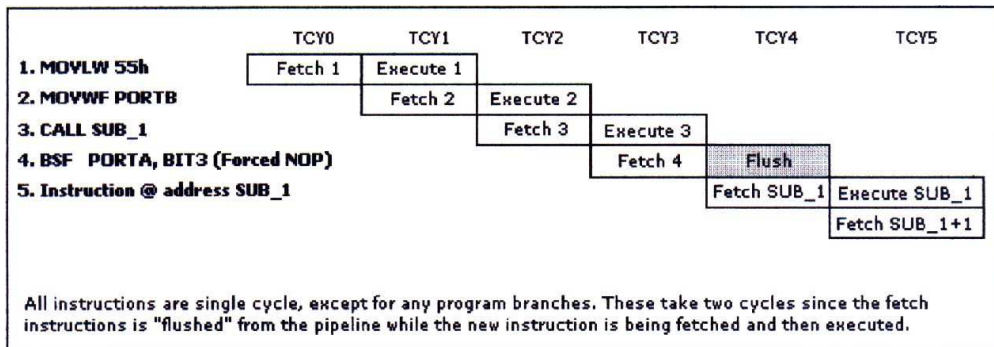 TCY0 TCY1 TCY2 TCY3 TCY4 TCY5
1. MOVLW 55h Fetch 1 Execute 1
2. MOVWF PORTB Fetch 2 Execute 2
3. CALL SUB_1 Fetch 3 Execute 3
4. BSF PORTA, BIT3 (Forced NOP) Fetch 4 Flush
5. Instruction @ address SUB_1 Fetch SUB_1 Execute SUB_1
Fetch SUB_1+1
All instructions are single cycle, except for any program branches. These take two cycles since the fetch
instructions is "flushed" from the pipeline while the new instruction is being fetched and then executed.